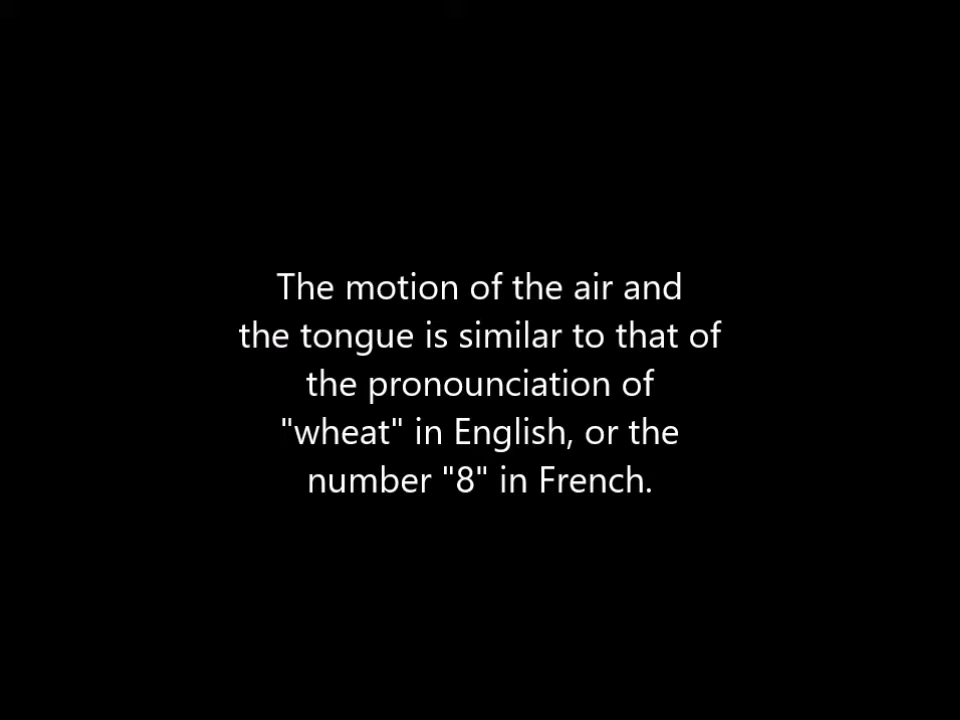 The motion of the air and
the tongue is similar to that of
the pronounciation of
"wheat" in English, or the
number "8" in French.